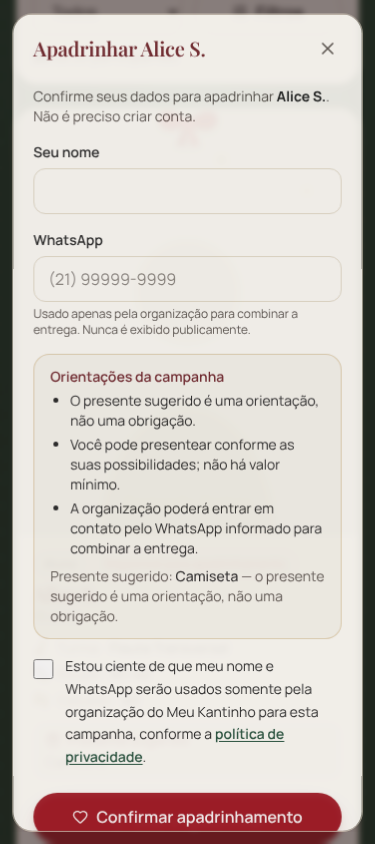 Apadrinhar Alice S.
Confirme seus dados para apadrinhar Alice S..
Não é preciso criar conta.
Seu nome
WhatsApp
(21) 99999-9999
Usado apenas pela organização para combinar a
entrega. Nunca é exibido publicamente.
Orientações da campanha
• O presente sugerido é uma orientação,
não uma obrigação.
• Você pode presentear conforme as
suas possibilidades; não há valor
mínimo.
• A organização poderá entrar em
contato pelo WhatsApp informado para
combinar a entrega.
Presente sugerido: Camiseta — o presente
sugerido é uma orientação, não uma
obrigação.
Estou ciente de que meu nome e
WhatsApp serão usados somente pela
organização do Meu Kantinho para esta
campanha, conforme a política de
privacidade.
Confirmar apadrinhamento